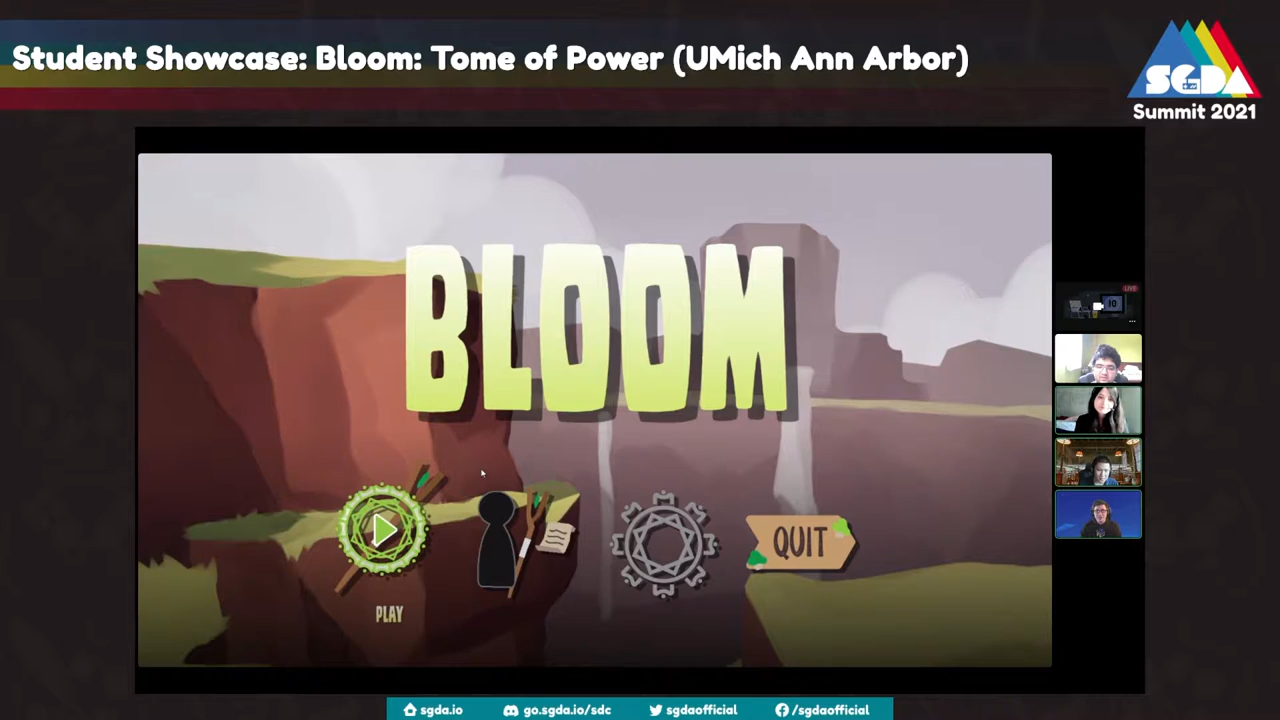 Student Showcase: Bloom: Tome of Power (UMich Ann Arbor)
SGDA
Summit 2021
BLOOM
LIVE
QUIT
PLAY
sgda.io
go.sgda.io/sdc
sgdaofficial
/sgdaofficial